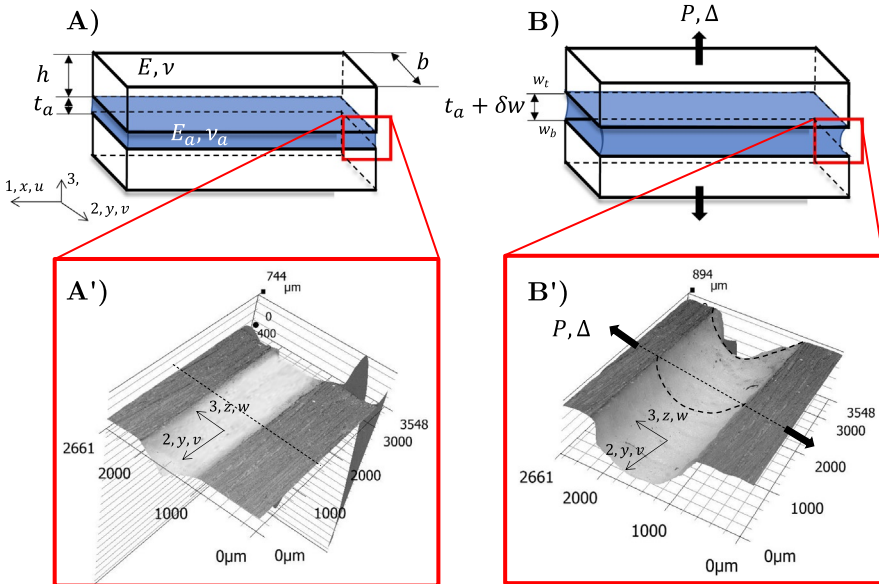 A)
E, ν
b
h
t_a
E_a, ν_a
3,
1, x, u
2, y, v
B)
P, Δ
w_t
t_a + δw
w_b
A')
744
μm
0
400
3, z, w
2, y, v
2661
2000
1000
0μm
0μm
1000
2000
3000
3548
B')
894
μm
P, Δ
3, z, w
2, y, v
2661
2000
1000
0μm
0μm
1000
2000
3000
3548